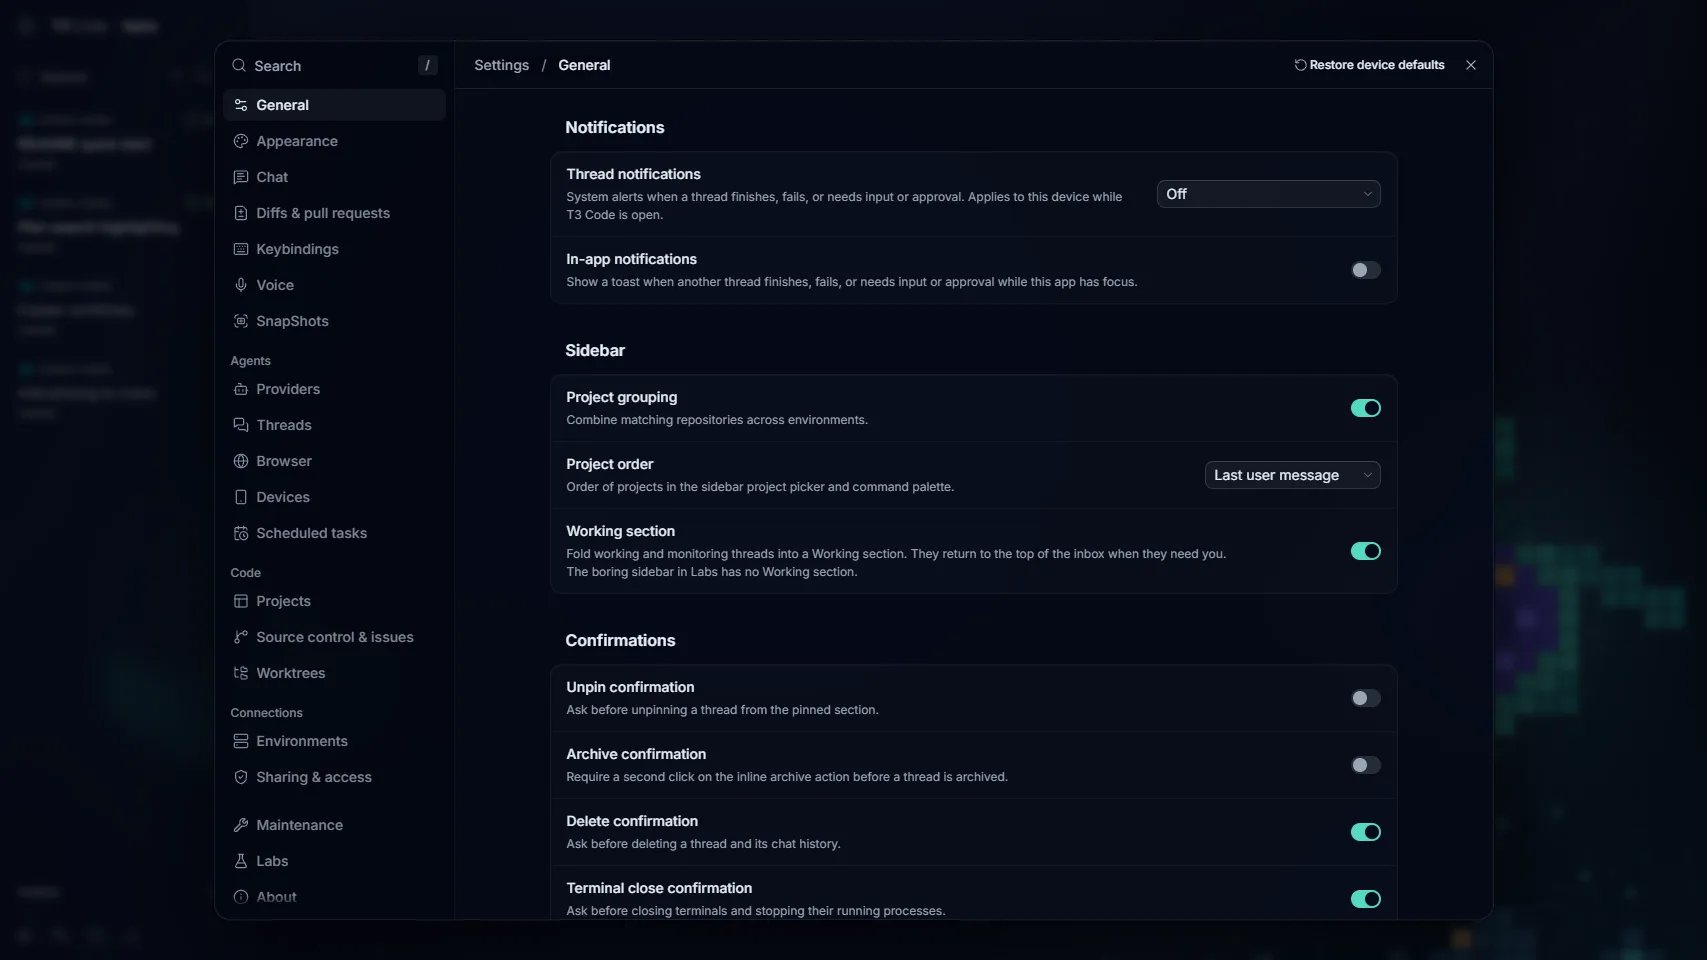 Search
/
General
Appearance
Chat
Diffs & pull requests
Keybindings
Voice
SnapShots
Agents
Providers
Threads
Browser
Devices
Scheduled tasks
Code
Projects
Source control & issues
Worktrees
Connections
Environments
Sharing & access
Maintenance
Labs
About
Settings / General
Restore device defaults
Notifications
Thread notifications
System alerts when a thread finishes, fails, or needs input or approval. Applies to this device while
T3 Code is open.
Off
In-app notifications
Show a toast when another thread finishes, fails, or needs input or approval while this app has focus.
Sidebar
Project grouping
Combine matching repositories across environments.
Project order
Order of projects in the sidebar project picker and command palette.
Last user message
Working section
Fold working and monitoring threads into a Working section. They return to the top of the inbox when they need you.
The boring sidebar in Labs has no Working section.
Confirmations
Unpin confirmation
Ask before unpinning a thread from the pinned section.
Archive confirmation
Require a second click on the inline archive action before a thread is archived.
Delete confirmation
Ask before deleting a thread and its chat history.
Terminal close confirmation
Ask before closing terminals and stopping their running processes.